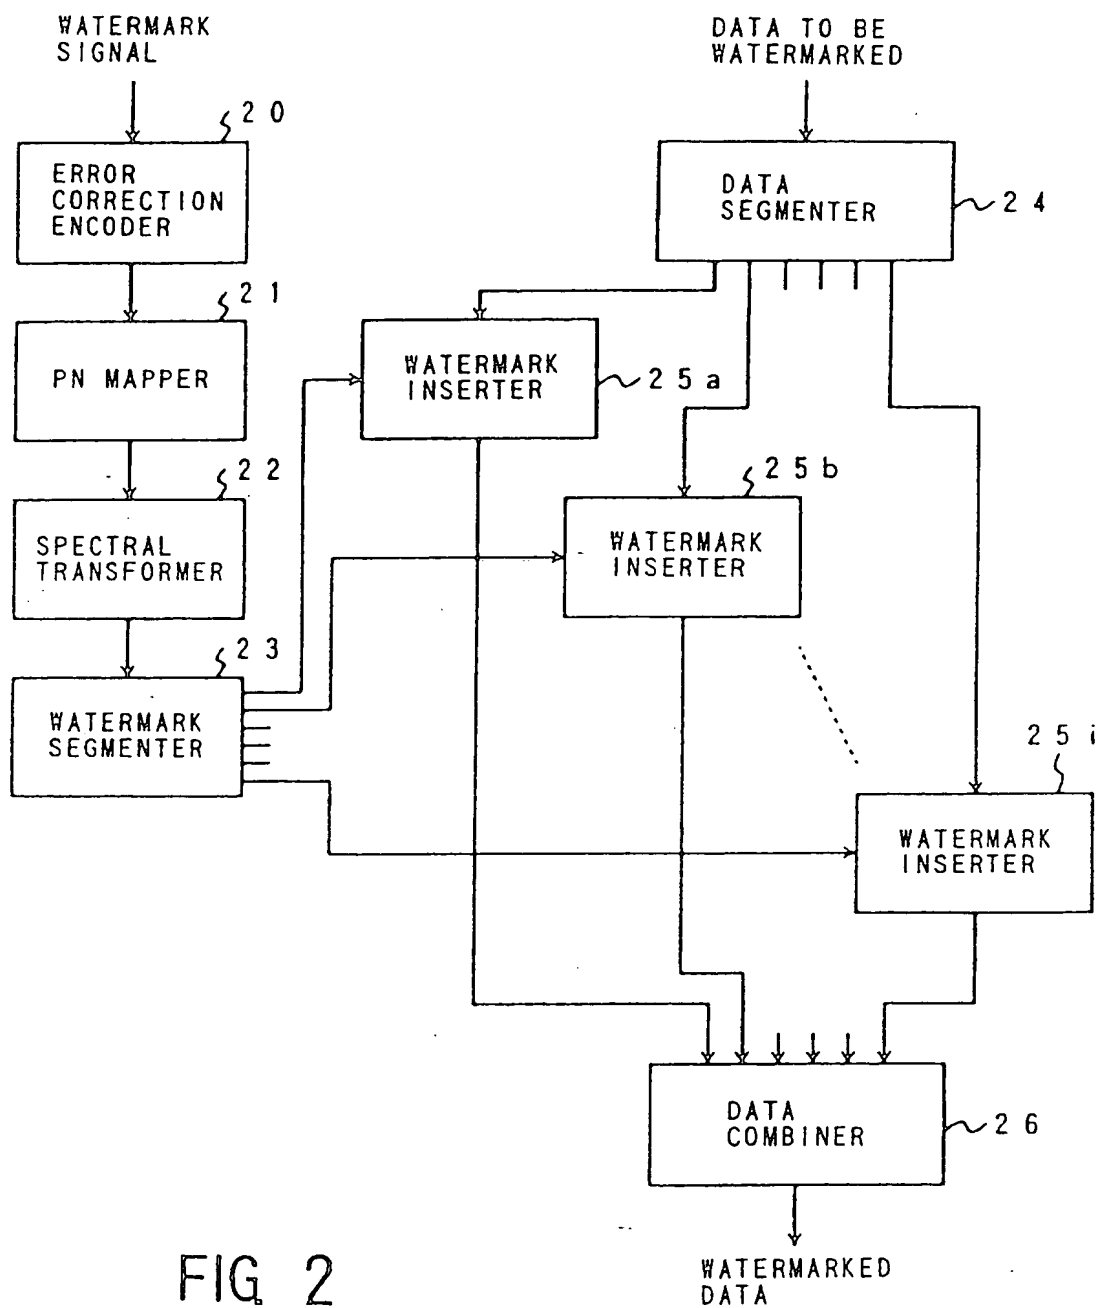 WATERMARK
SIGNAL
DATA TO BE
WATERMARKED
20
ERROR
CORRECTION
ENCODER
DATA
SEGMENTER
24
21
PN MAPPER
WATERMARK
INSERTER
25a
22
SPECTRAL
TRANSFORMER
25b
WATERMARK
INSERTER
23
WATERMARK
SEGMENTER
25i
WATERMARK
INSERTER
DATA
COMBINER
26
WATERMARKED
DATA
FIG. 2